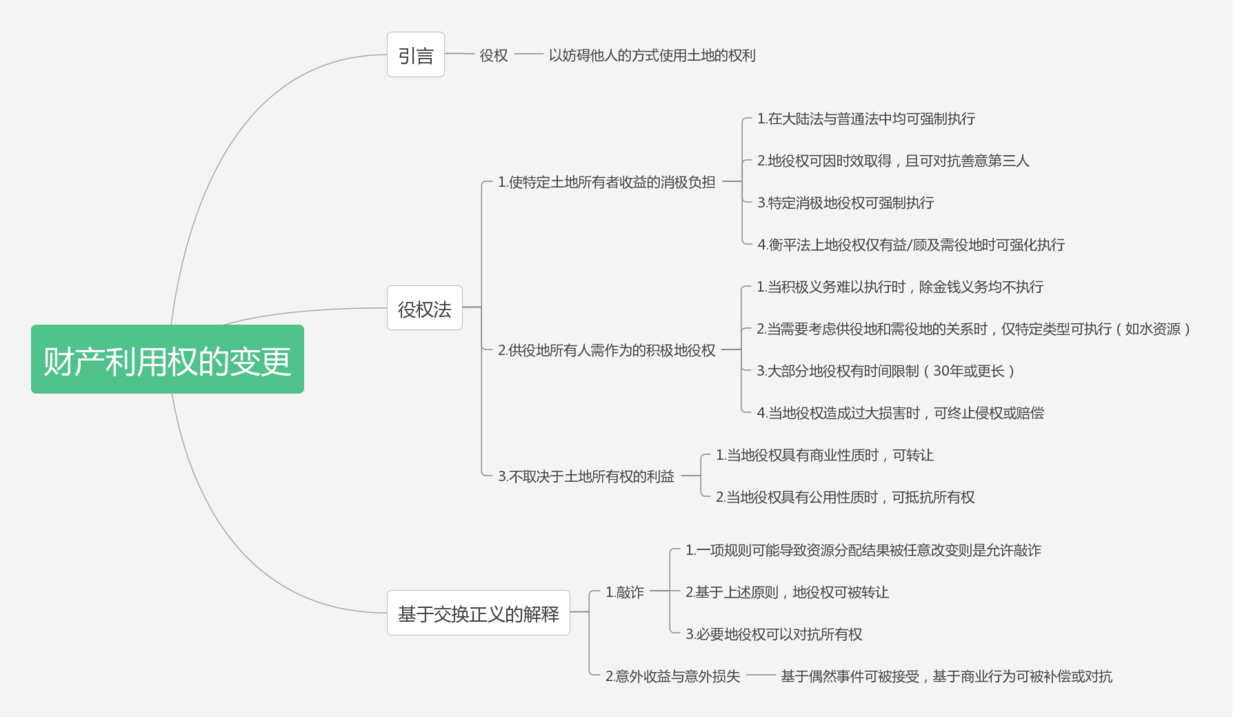 财产利用权的变更
引言
役权
以妨碍他人的方式使用土地的权利
役权法
1.使特定土地所有者收益的消极负担
1.在大陆法与普通法中均可强制执行
2.地役权可因时效取得，且可对抗善意第三人
3.特定消极地役权可强制执行
4.衡平法上地役权仅有益/顾及需役地时可强化执行
2.供役地所有人需作为的积极地役权
1.当积极义务难以执行时，除金钱义务均不执行
2.当需要考虑供役地和需役地的关系时，仅特定类型可执行（如水资源）
3.大部分地役权有时间限制（30年或更长）
4.当地役权造成过大损害时，可终止侵权或赔偿
3.不取决于土地所有权的利益
1.当地役权具有商业性质时，可转让
2.当地役权具有公用性质时，可抵抗所有权
基于交换正义的解释
1.敲诈
1.一项规则可能导致资源分配结果被任意改变则是允许敲诈
2.基于上述原则，地役权可被转让
3.必要地役权可以对抗所有权
2.意外收益与意外损失
基于偶然事件可被接受，基于商业行为可被补偿或对抗